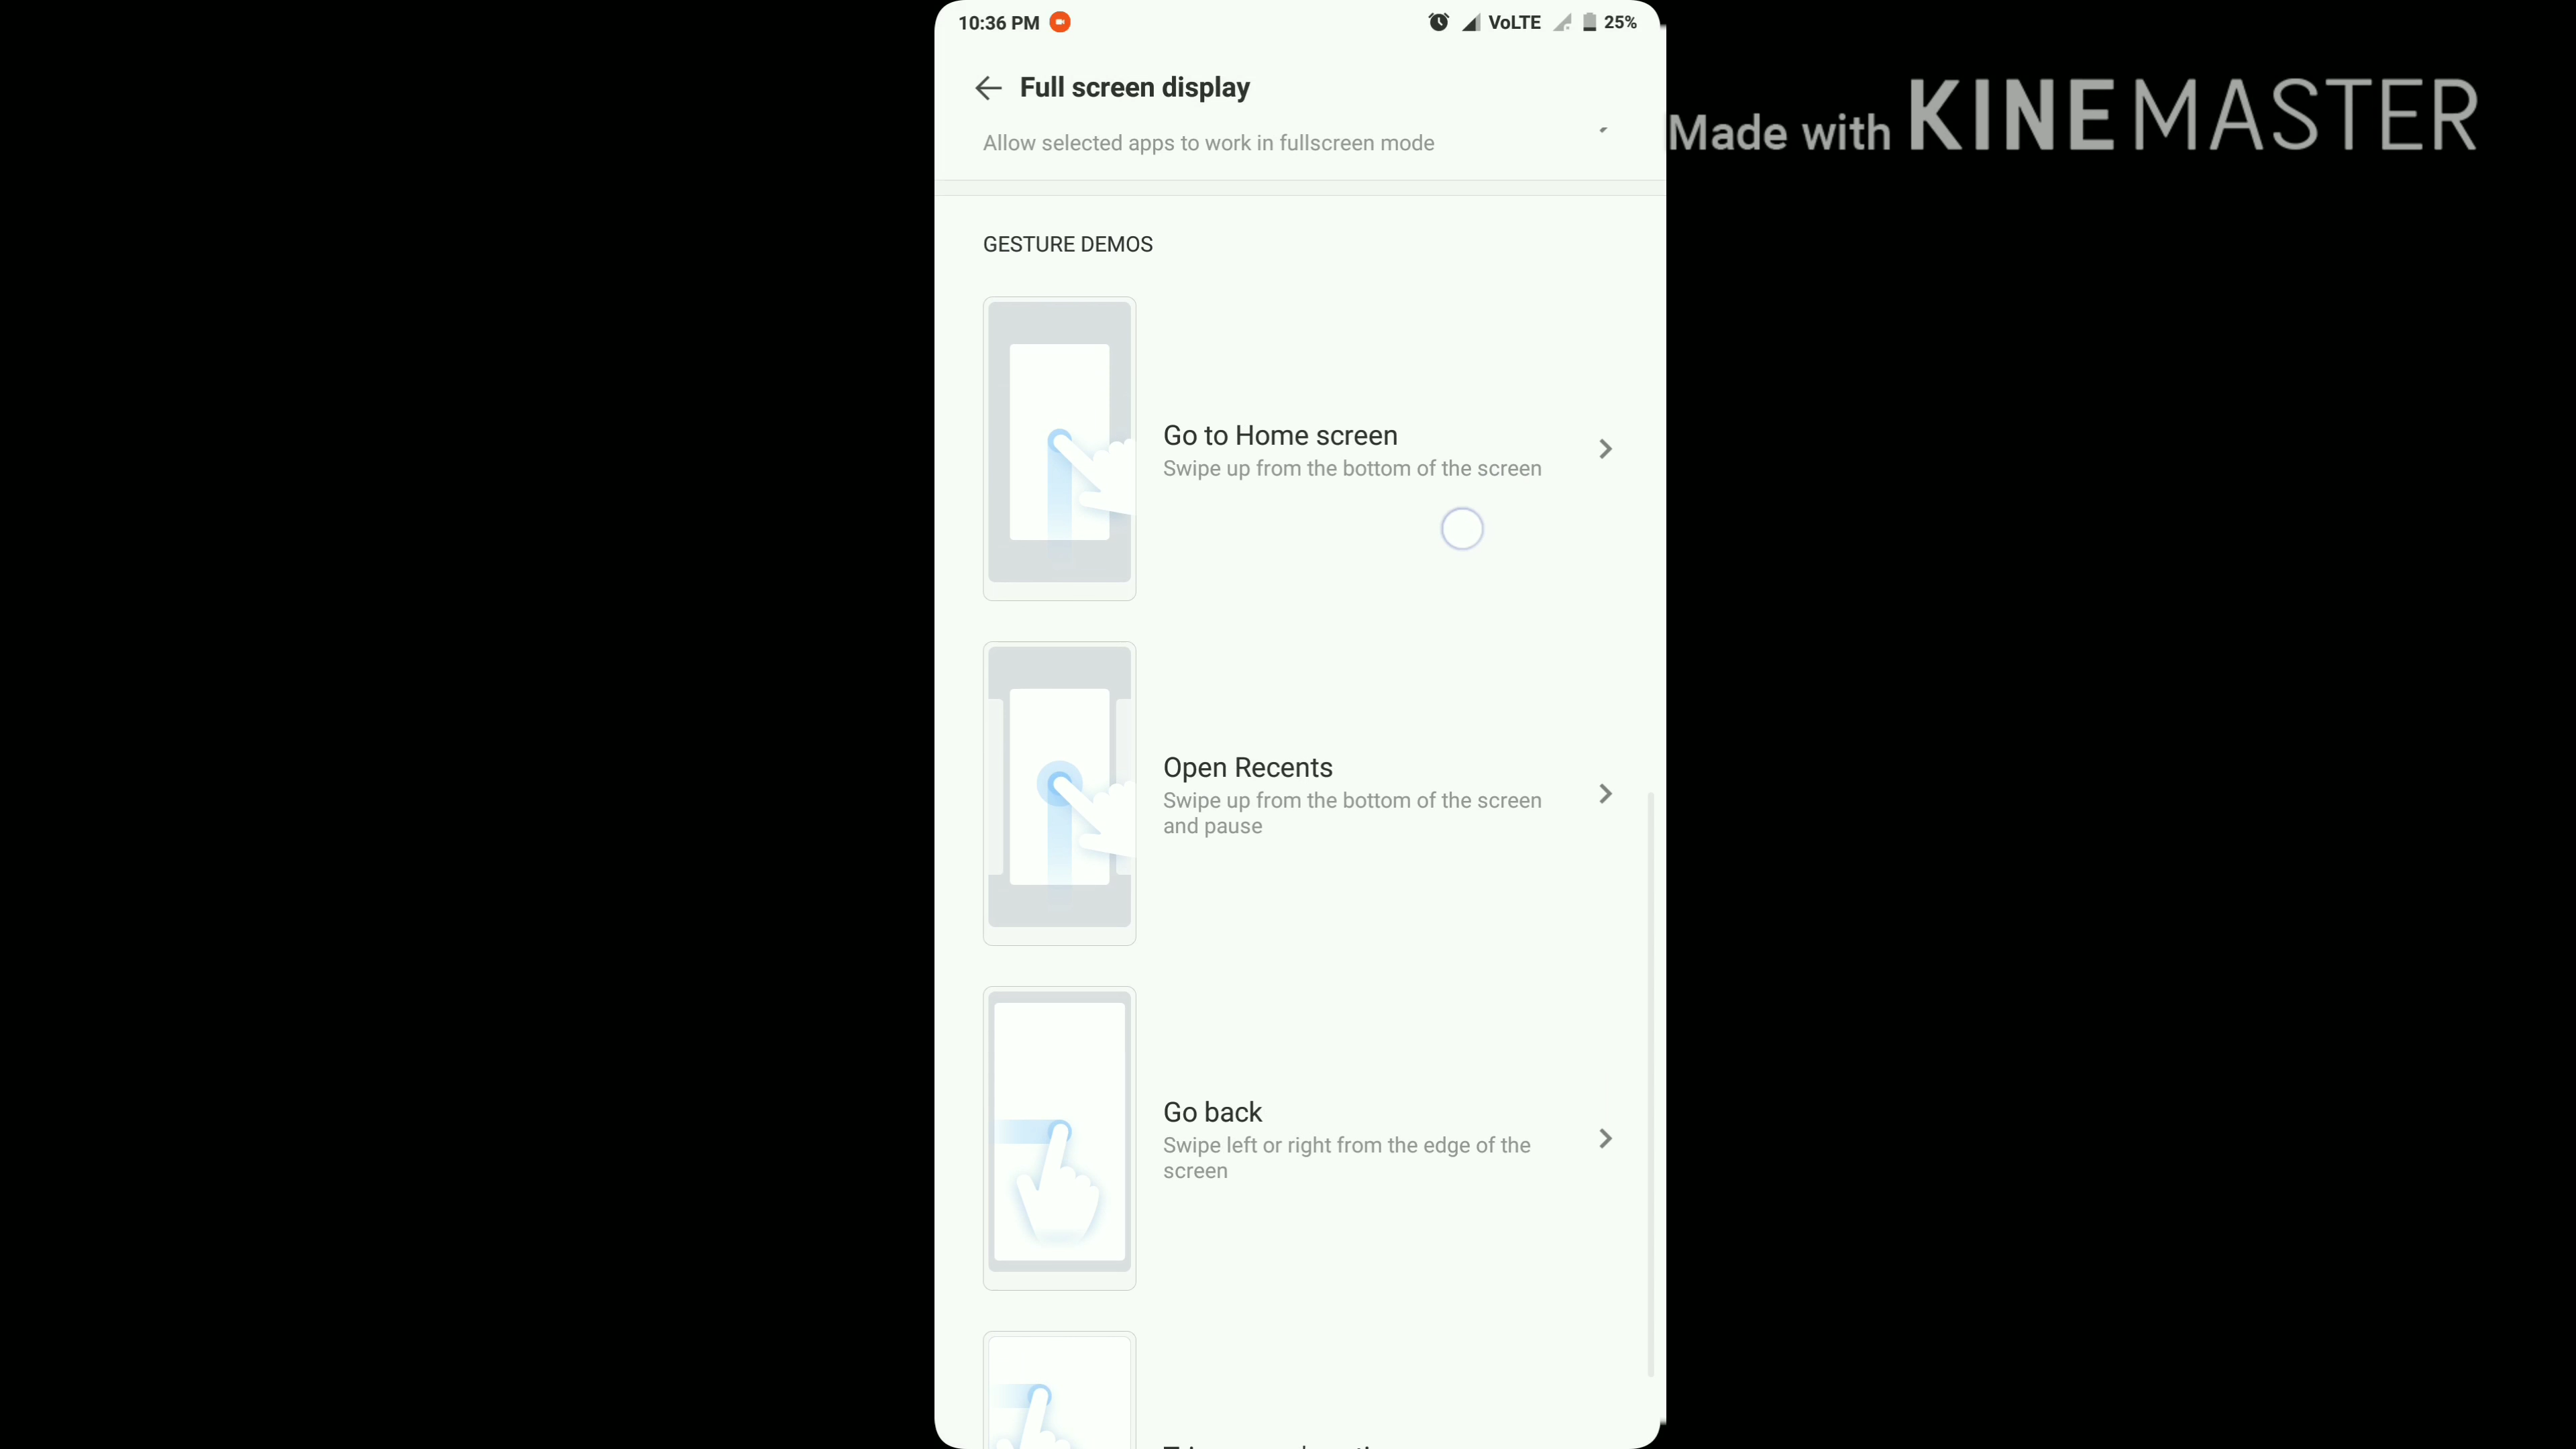 10:36 PM
VoLTE
25%
Full screen display
Allow selected apps to work in fullscreen mode
Made with KINEMASTER
GESTURE DEMOS
Go to Home screen
Swipe up from the bottom of the screen
Open Recents
Swipe up from the bottom of the screen
and pause
Go back
Swipe left or right from the edge of the
screen